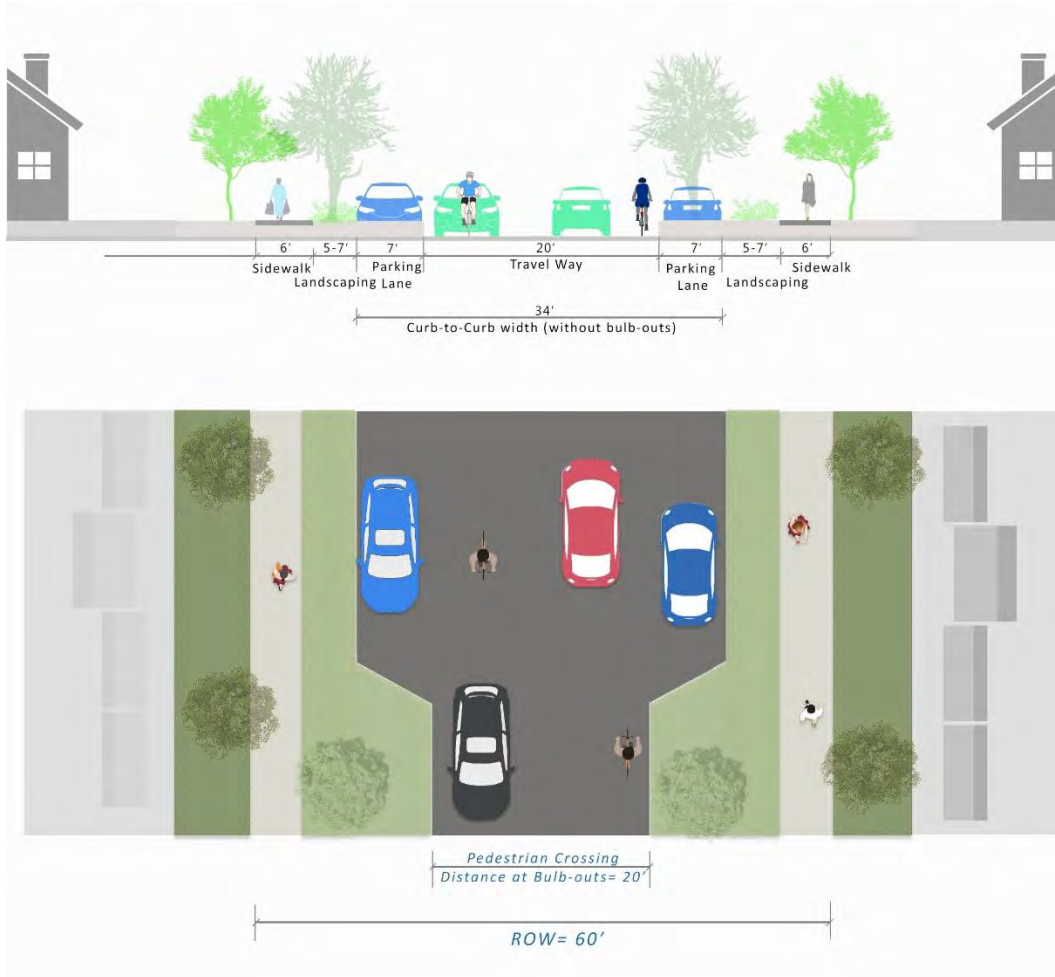 6' 5-7' 7' 20' 7' 5-7' 6'
Sidewalk Parking Travel Way Parking Sidewalk
Landscaping Lane Lane Landscaping
34'
Curb-to-Curb width (without bulb-outs)
Pedestrian Crossing
Distance at Bulb-outs= 20'
ROW= 60'